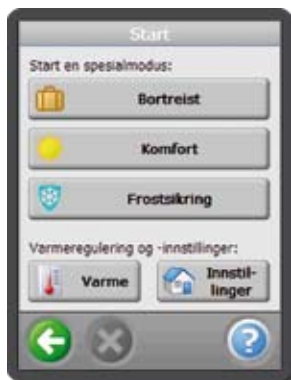 Start
Start en spesialmodus:
Bortreist
Komfort
Frostsikring
Varmeregulering og -innstillinger:
Varme
Innstil-
linger
?